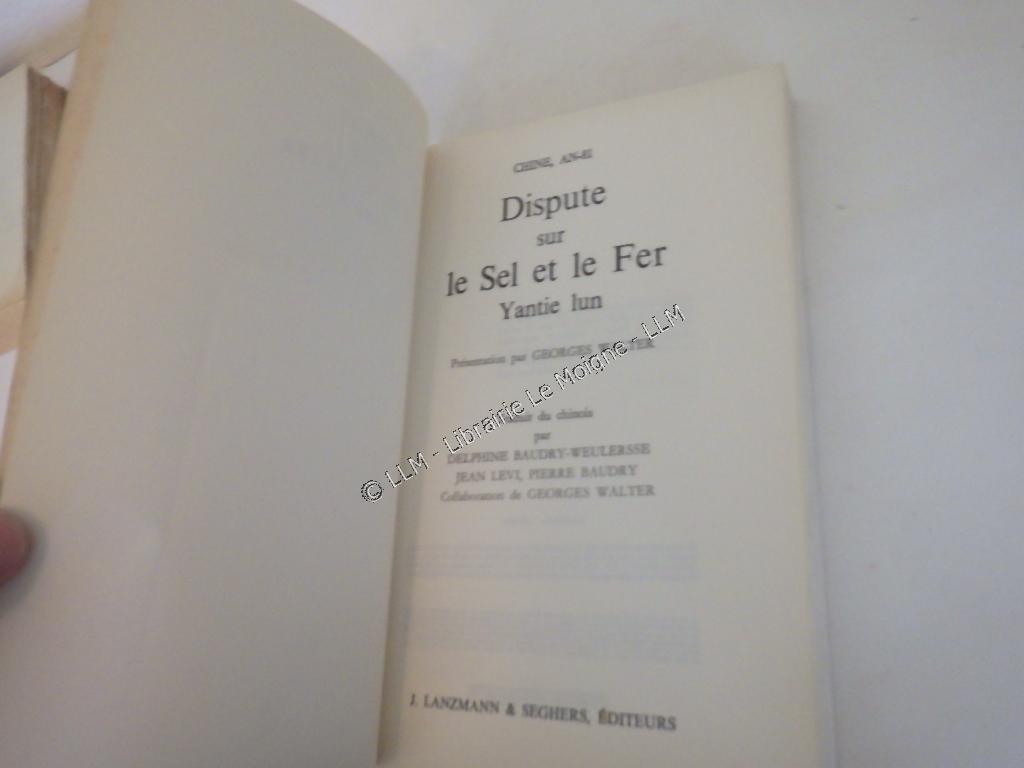 CHINE, AN-81
Dispute
sur
le Sel et le Fer
Yantie lun
Présentation par GEORGES WALTER
du chinois
par
DELPHINE BAUDRY-WEULERSSE
JEAN LEVI, PIERRE BAUDRY
Collaboration de GEORGES WALTER
J. LANZMANN & SEGHERS, ÉDITEURS
© LLM - Librairie Le Moigne - LLM